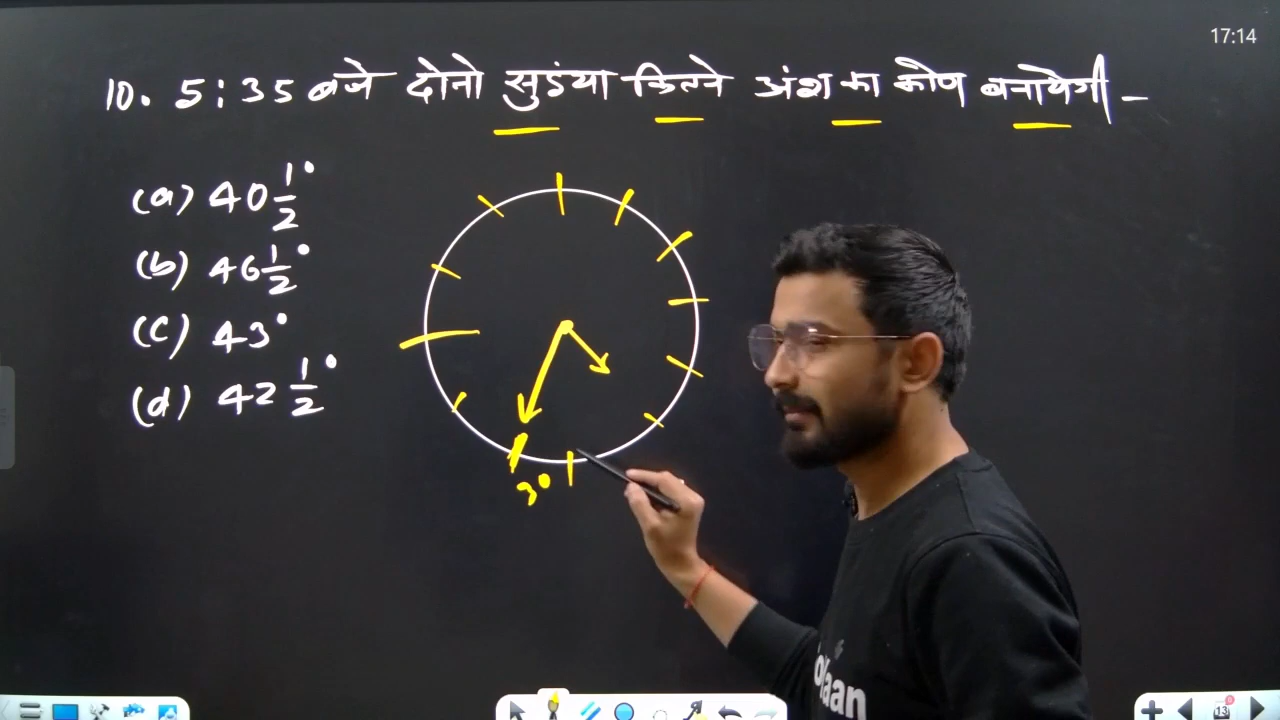 17:14
10. 5:35 बजे दोनो सुइंया कितने अंश का कोण बनायेगी -
(a) 40 1/2°
(b) 46 1/2°
(c) 43°
(d) 42 1/2°
30
13